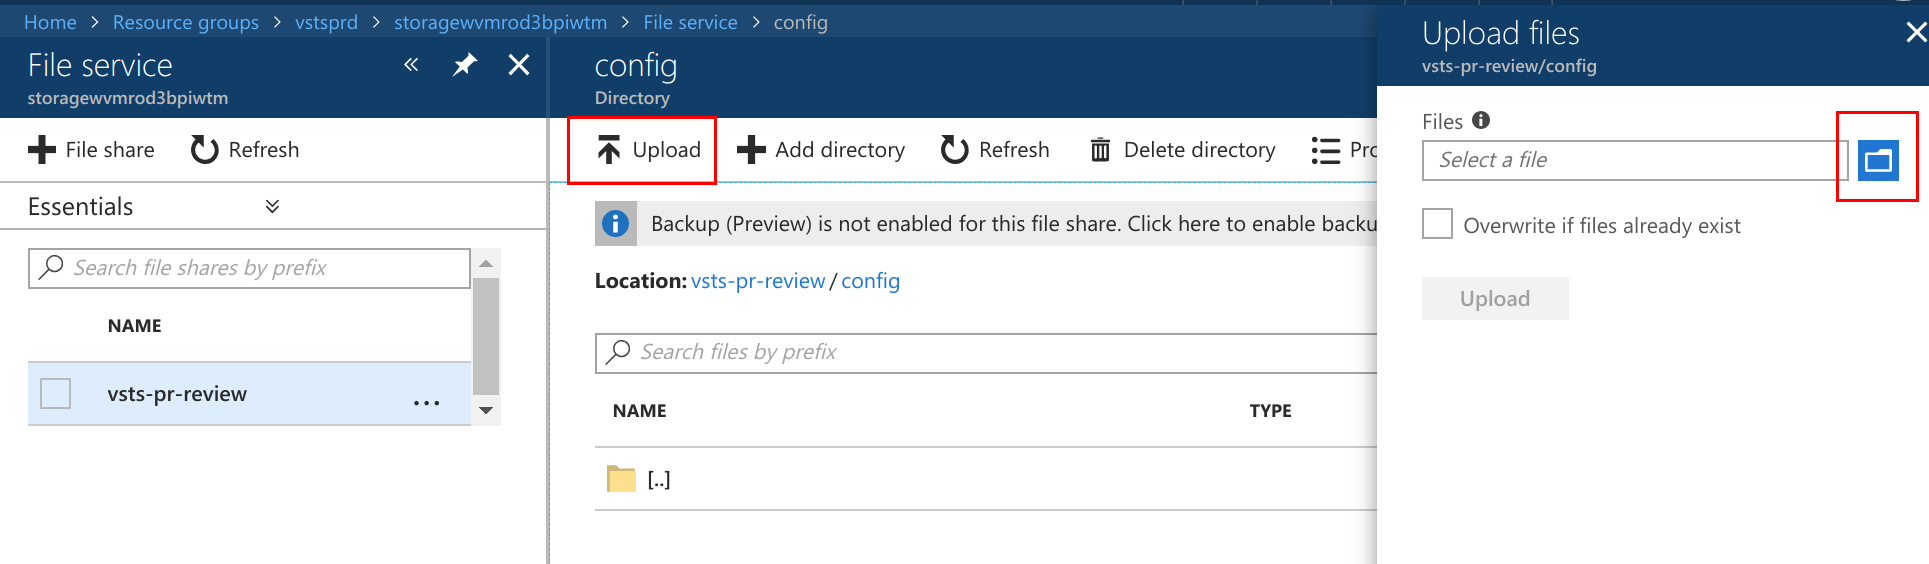 Home > Resource groups > vstsprd > storagewvmrod3bpiwtm > File service > config
File service
storagewvmrod3bpiwtm
File share
Refresh
Essentials
Search file shares by prefix
NAME
vsts-pr-review
...
config
Directory
Upload
Add directory
Refresh
Delete directory
Pro
Backup (Preview) is not enabled for this file share. Click here to enable backu
Location: vsts-pr-review / config
Search files by prefix
NAME TYPE
[..]
Upload files
vsts-pr-review/config
Files
Select a file
Overwrite if files already exist
Upload